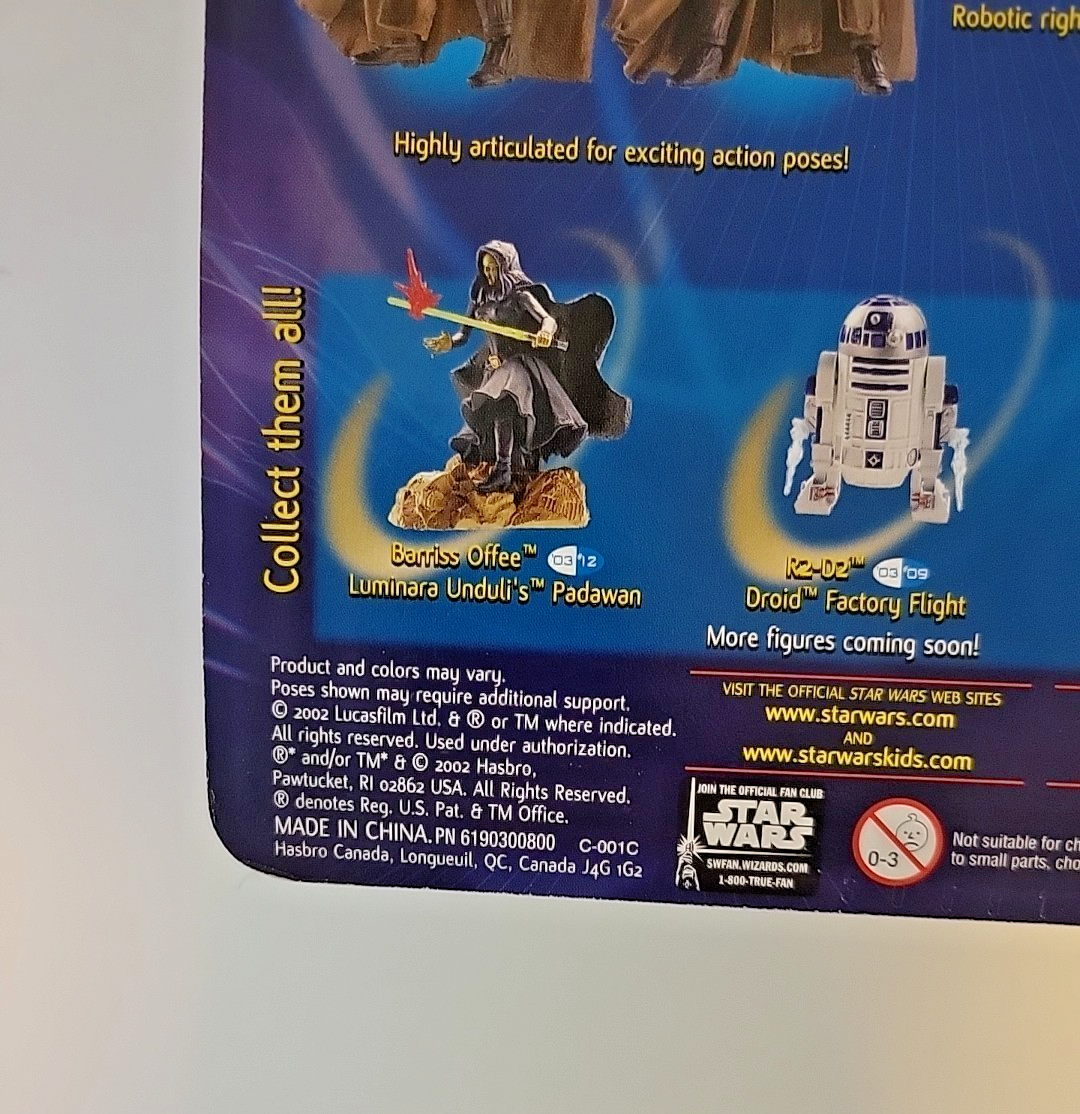 Robotic righ
Highly articulated for exciting action poses!
Collect them all!
Barriss Offee™ '03 '12
Luminara Unduli's™ Padawan
R2-D2™ '03 '09
Droid™ Factory Flight
More figures coming soon!
Product and colors may vary.
Poses shown may require additional support.
© 2002 Lucasfilm Ltd. & ® or TM where indicated.
All rights reserved. Used under authorization.
®* and/or TM* & © 2002 Hasbro,
Pawtucket, RI 02862 USA. All Rights Reserved.
® denotes Reg. U.S. Pat. & TM Office.
MADE IN CHINA. PN 6190300800 C-001C
Hasbro Canada, Longueuil, QC, Canada J4G 1G2
VISIT THE OFFICIAL STAR WARS WEB SITES
www.starwars.com
AND
www.starwarskids.com
JOIN THE OFFICIAL FAN CLUB
STAR
WARS
SWFAN.WIZARDS.COM
1-800-TRUE-FAN
0-3
Not suitable for ch
to small parts, cho